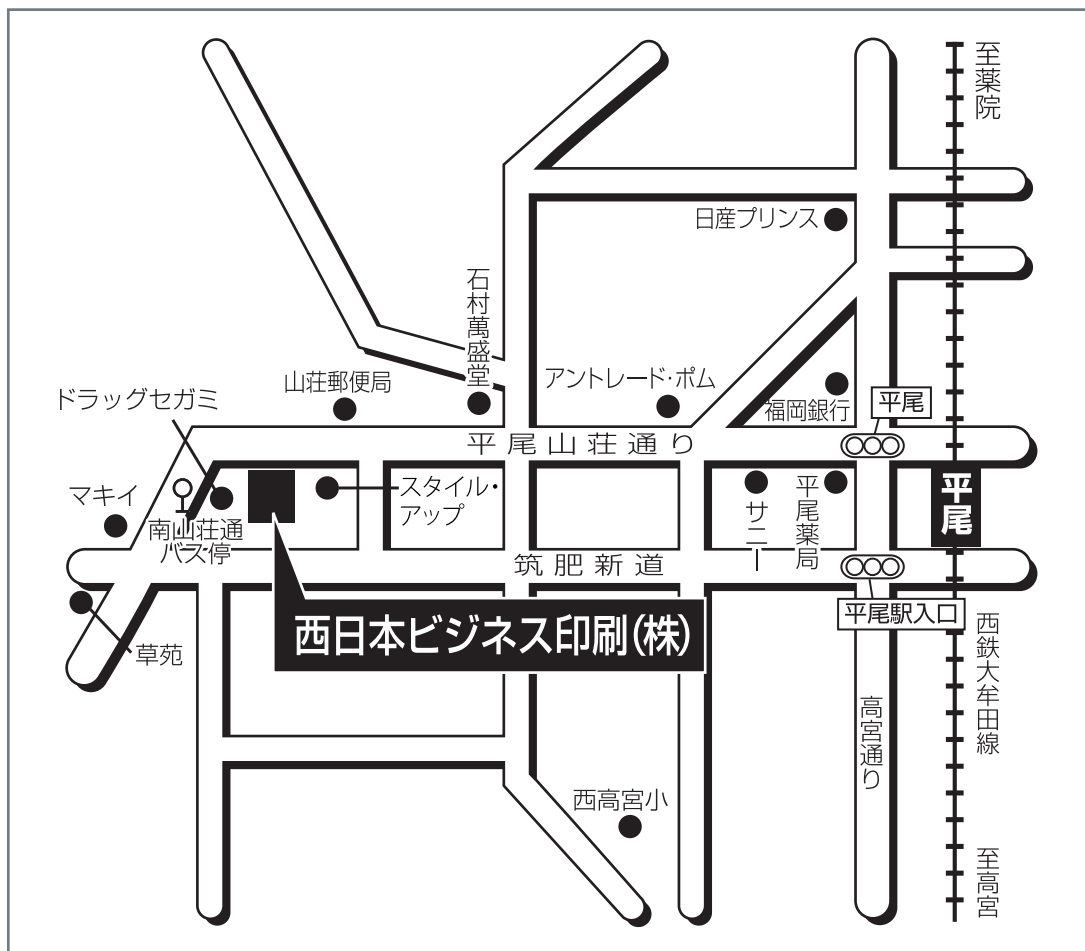 至薬院
日産プリンス
石村萬盛堂
山荘郵便局
アントレード・ポム
ドラッグセガミ
福岡銀行
平尾
平尾山荘通り
マキイ
スタイル・
アップ
南山荘通
バス停
サニー
平尾薬局
平尾
筑肥新道
平尾駅入口
西日本ビジネス印刷(株)
草苑
西鉄大牟田線
高宮通り
西高宮小
至高宮